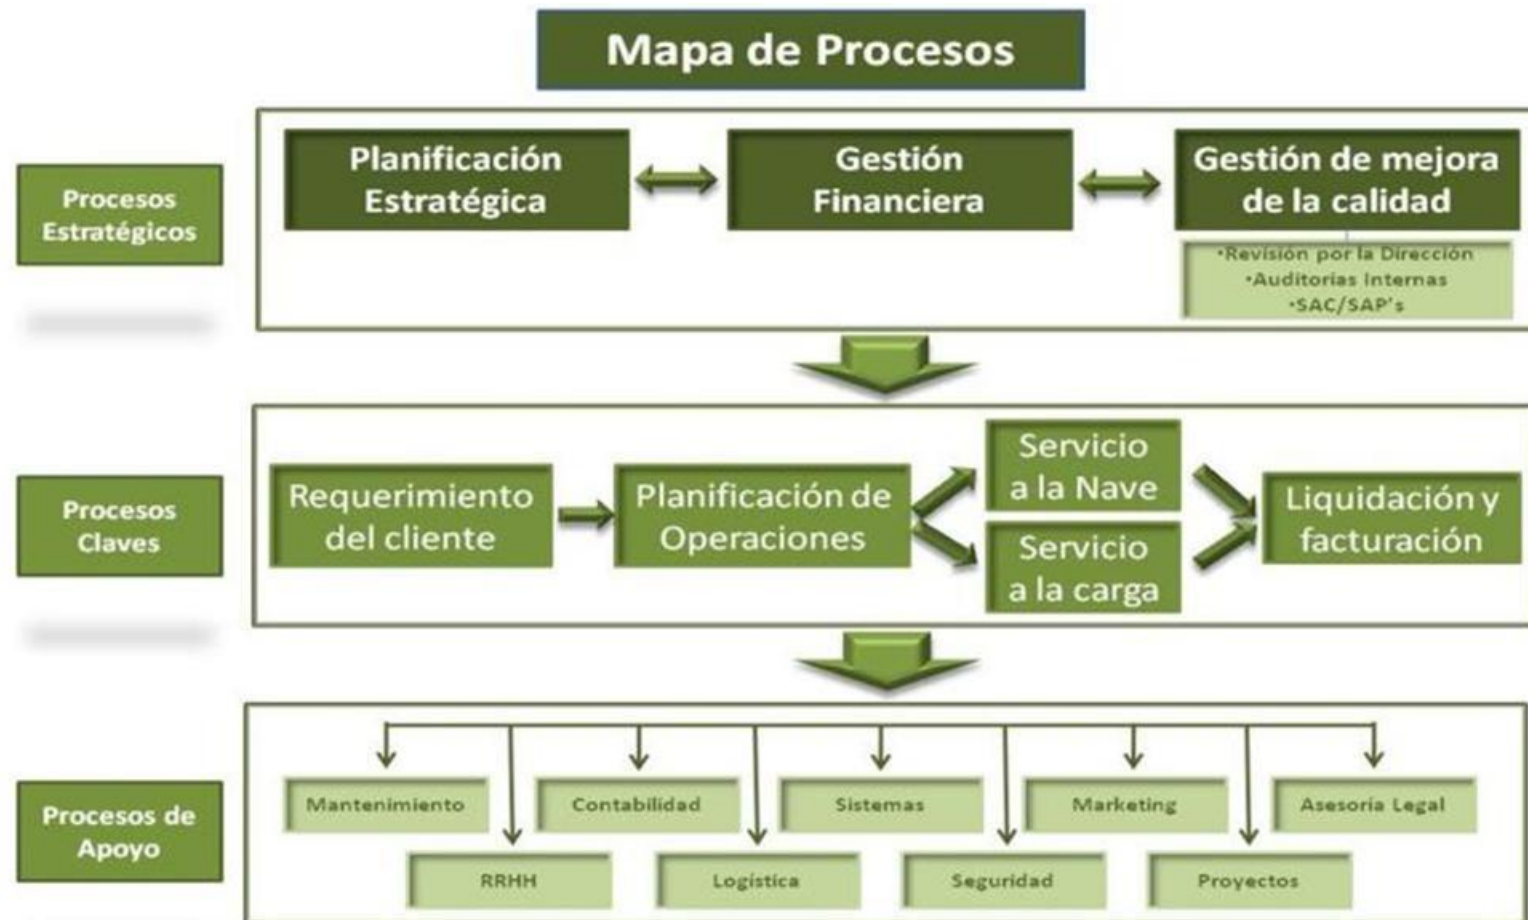 Mapa de Procesos
Procesos
Estratégicos
Planificación
Estratégica
Gestión
Financiera
Gestión de mejora
de la calidad
•Revisión por la Dirección
•Auditorias Internas
•SAC/SAP's
Procesos
Claves
Requerimiento
del cliente
Planificación de
Operaciones
Servicio
a la Nave
Servicio
a la carga
Liquidación y
facturación
Procesos de
Apoyo
Mantenimiento
Contabilidad
Sistemas
Marketing
Asesoría Legal
RRHH
Logística
Seguridad
Proyectos